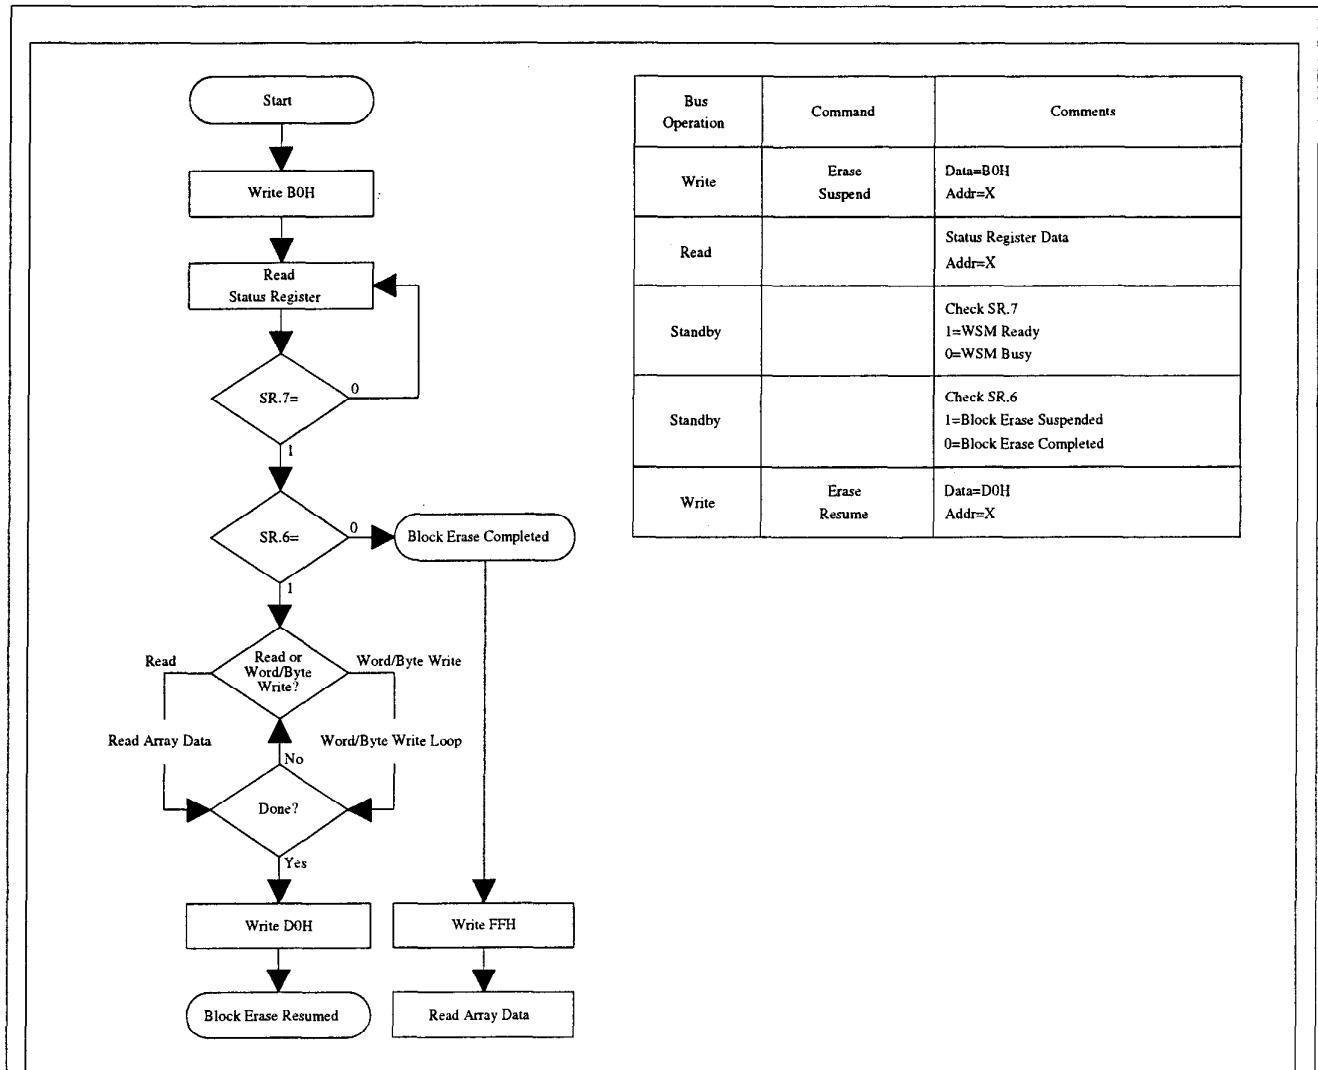 Start
Write B0H
Read
Status Register
SR.7=
0
1
SR.6=
0
Block Erase Completed
1
Read
Read or
Word/Byte
Write?
Word/Byte Write
Read Array Data
Word/Byte Write Loop
No
Done?
Yes
Write D0H
Write FFH
Block Erase Resumed
Read Array Data
Bus
Operation
Command
Comments
Write
Erase
Suspend
Data=B0H
Addr=X
Read
Status Register Data
Addr=X
Standby
Check SR.7
1=WSM Ready
0=WSM Busy
Standby
Check SR.6
1=Block Erase Suspended
0=Block Erase Completed
Write
Erase
Resume
Data=D0H
Addr=X